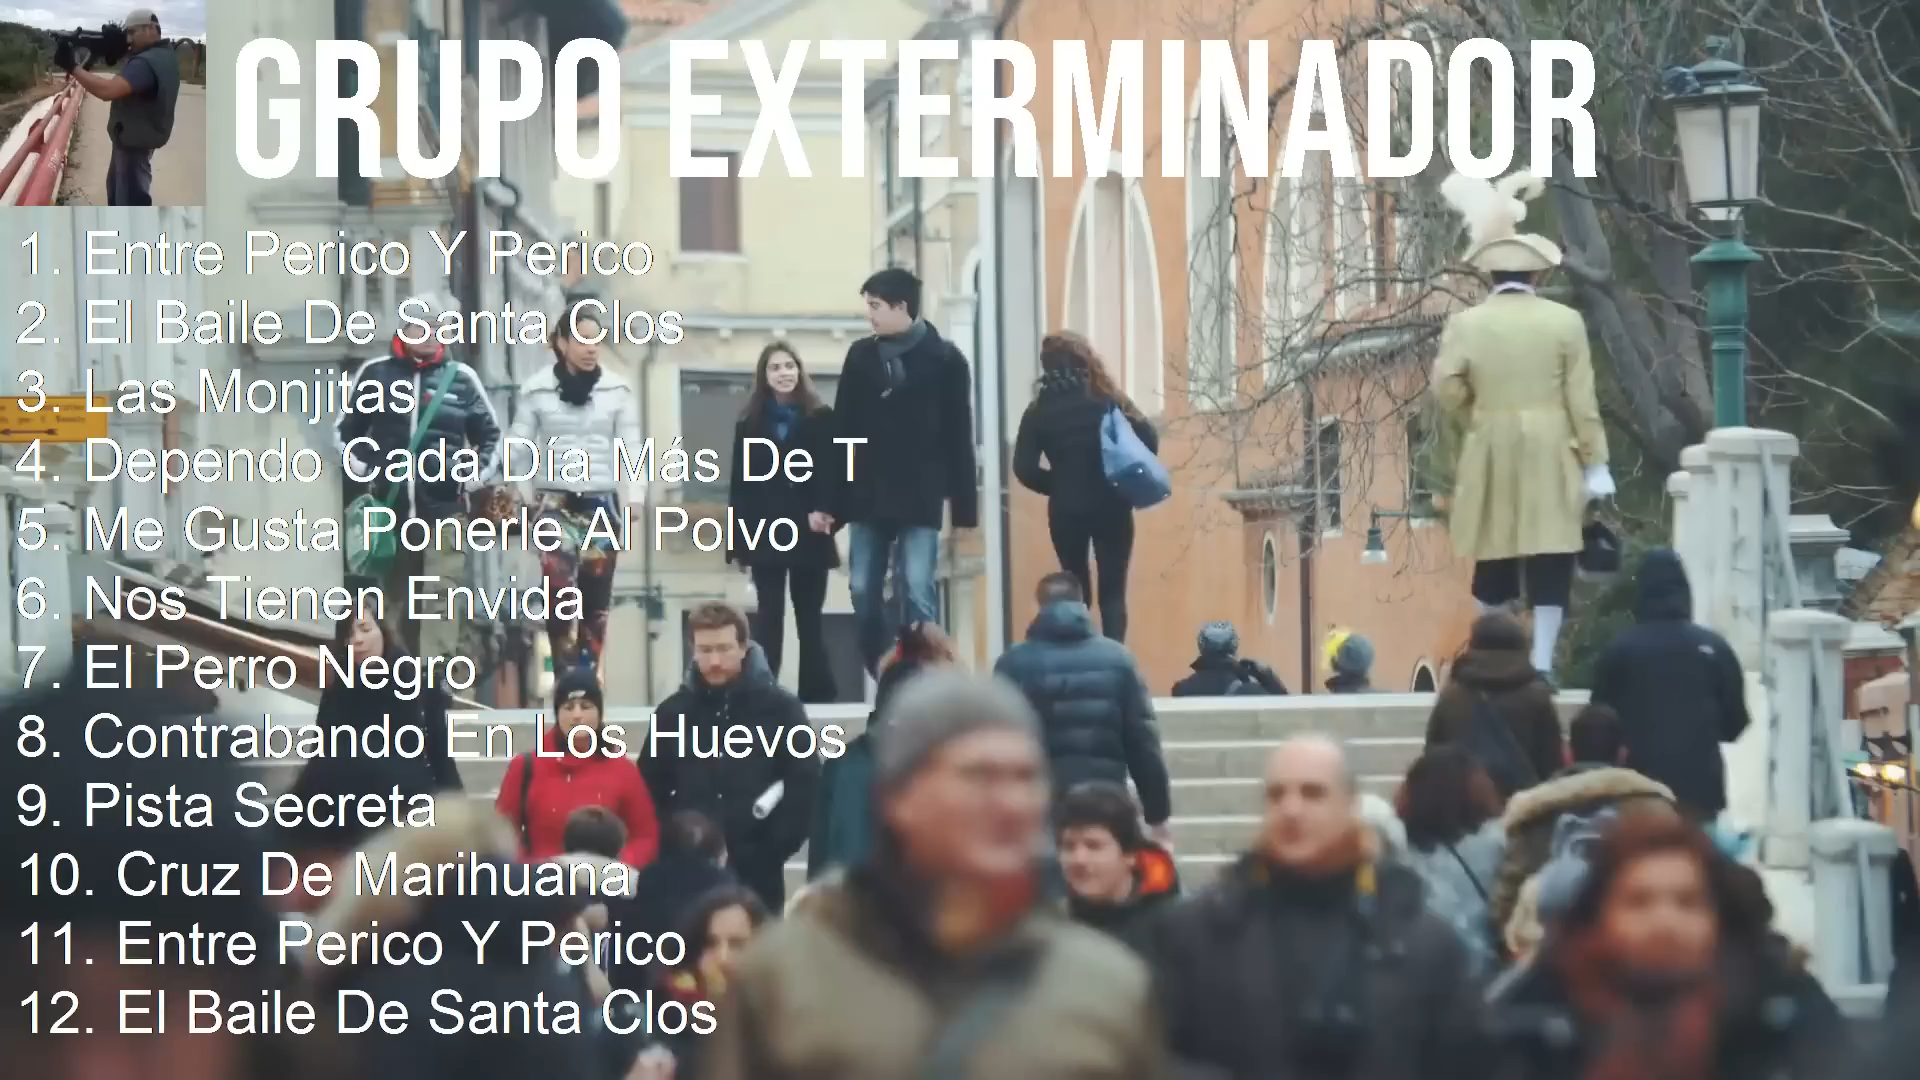 GRUPO EXTERMINADOR
1. Entre Perico Y Perico
2. El Baile De Santa Clos
3. Las Monjitas
4. Dependo Cada Día Más De T
5. Me Gusta Ponerle Al Polvo
6. Nos Tienen Envida
7. El Perro Negro
8. Contrabando En Los Huevos
9. Pista Secreta
10. Cruz De Marihuana
11. Entre Perico Y Perico
12. El Baile De Santa Clos